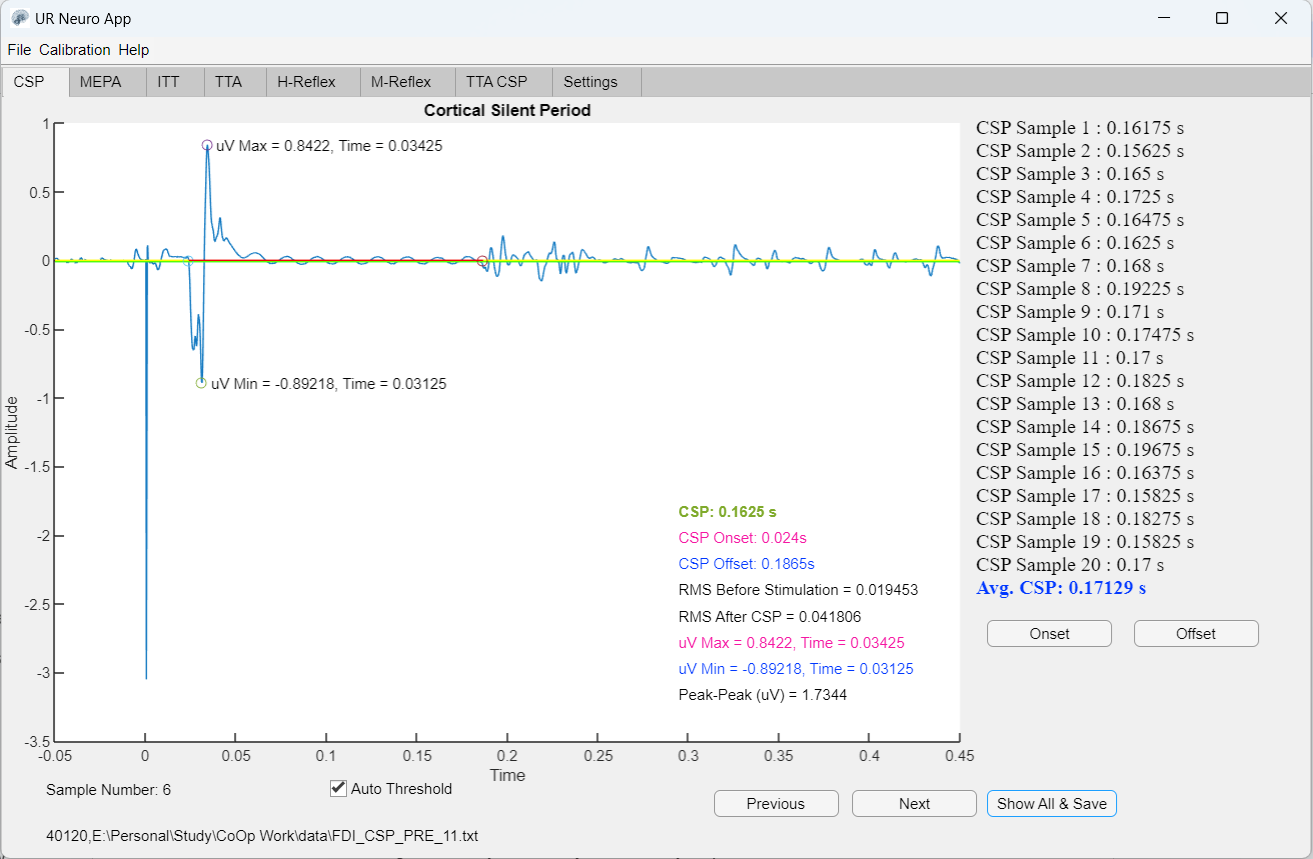 UR Neuro App
File Calibration Help
CSP MEPA ITT TTA H-Reflex M-Reflex TTA CSP Settings
Cortical Silent Period
1
0.5
0
-0.5
-1
-1.5
-2
-2.5
-3
-3.5
Amplitude
uV Max = 0.8422, Time = 0.03425
uV Min = -0.89218, Time = 0.03125
CSP: 0.1625 s
CSP Onset: 0.024s
CSP Offset: 0.1865s
RMS Before Stimulation = 0.019453
RMS After CSP = 0.041806
uV Max = 0.8422, Time = 0.03425
uV Min = -0.89218, Time = 0.03125
Peak-Peak (uV) = 1.7344
-0.05 0 0.05 0.1 0.15 0.2 0.25 0.3 0.35 0.4 0.45
Time
CSP Sample 1 : 0.16175 s
CSP Sample 2 : 0.15625 s
CSP Sample 3 : 0.165 s
CSP Sample 4 : 0.1725 s
CSP Sample 5 : 0.16475 s
CSP Sample 6 : 0.1625 s
CSP Sample 7 : 0.168 s
CSP Sample 8 : 0.19225 s
CSP Sample 9 : 0.171 s
CSP Sample 10 : 0.17475 s
CSP Sample 11 : 0.17 s
CSP Sample 12 : 0.1825 s
CSP Sample 13 : 0.168 s
CSP Sample 14 : 0.18675 s
CSP Sample 15 : 0.19675 s
CSP Sample 16 : 0.16375 s
CSP Sample 17 : 0.15825 s
CSP Sample 18 : 0.18275 s
CSP Sample 19 : 0.15825 s
CSP Sample 20 : 0.17 s
Avg. CSP: 0.17129 s
Onset Offset
Sample Number: 6
Auto Threshold
Previous Next Show All & Save
40120,E:\Personal\Study\CoOp Work\data\FDI_CSP_PRE_11.txt